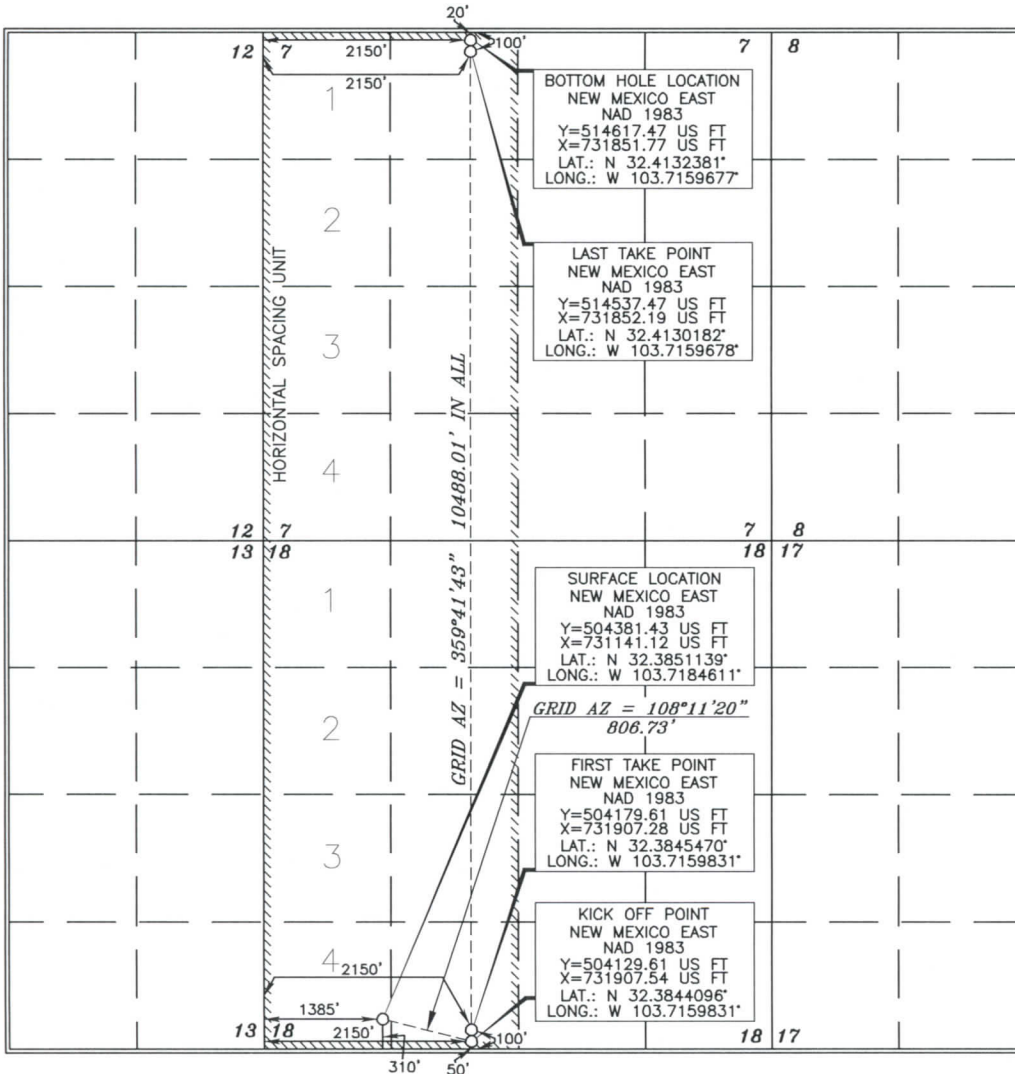 20'
12 7
2150'
100'
7 8
2150'
1
BOTTOM HOLE LOCATION
NEW MEXICO EAST
NAD 1983
Y=514617.47 US FT
X=731851.77 US FT
LAT.: N 32.4132381°
LONG.: W 103.7159677°
2
HORIZONTAL SPACING UNIT
LAST TAKE POINT
NEW MEXICO EAST
NAD 1983
Y=514537.47 US FT
X=731852.19 US FT
LAT.: N 32.4130182°
LONG.: W 103.7159678°
3
GRID AZ = 359°41'43" 10488.01' IN ALL
4
12 7
7 8
13 18
18 17
1
SURFACE LOCATION
NEW MEXICO EAST
NAD 1983
Y=504381.43 US FT
X=731141.12 US FT
LAT.: N 32.3851139°
LONG.: W 103.7184611°
2
GRID AZ = 108°11'20"
806.73'
3
FIRST TAKE POINT
NEW MEXICO EAST
NAD 1983
Y=504179.61 US FT
X=731907.28 US FT
LAT.: N 32.3845470°
LONG.: W 103.7159831°
4
2150'
KICK OFF POINT
NEW MEXICO EAST
NAD 1983
Y=504129.61 US FT
X=731907.54 US FT
LAT.: N 32.3844096°
LONG.: W 103.7159831°
1385'
13 18
2150'
100'
18 17
310'
50'